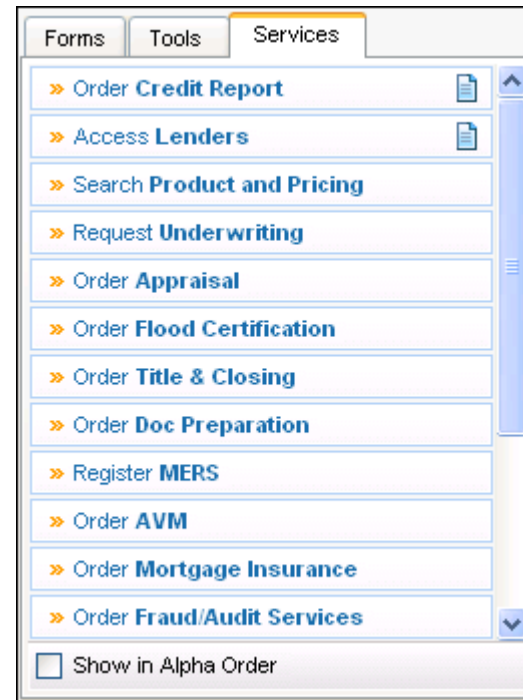 Forms Tools Services
» Order Credit Report
» Access Lenders
» Search Product and Pricing
» Request Underwriting
» Order Appraisal
» Order Flood Certification
» Order Title & Closing
» Order Doc Preparation
» Register MERS
» Order AVM
» Order Mortgage Insurance
» Order Fraud/Audit Services
Show in Alpha Order